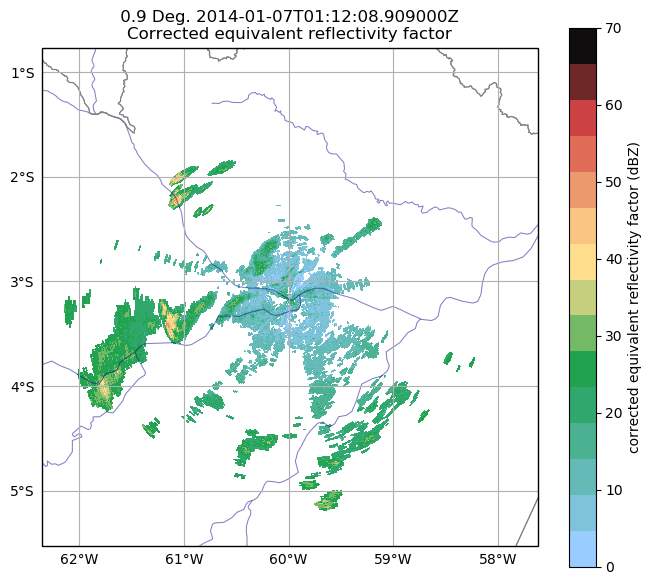 0.9 Deg. 2014-01-07T01:12:08.909000Z
Corrected equivalent reflectivity factor
1°S
2°S
3°S
4°S
5°S
62°W 61°W 60°W 59°W 58°W
70
60
50
40
30
20
10
0
corrected equivalent reflectivity factor (dBZ)